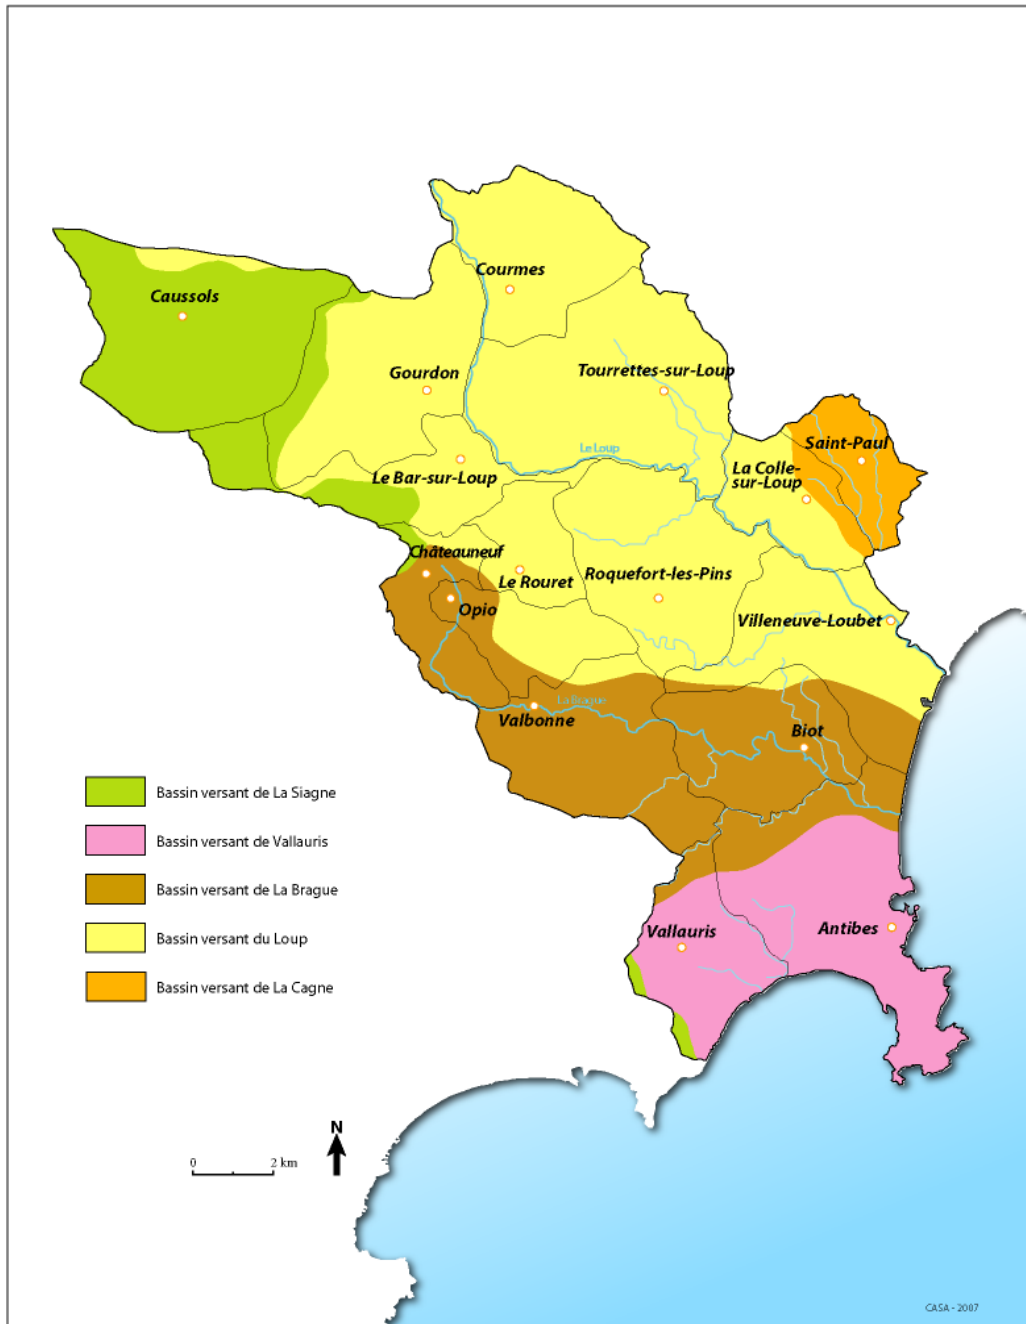 Courmes
Caussols
Gourdon
Tourrettes-sur-Loup
Saint-Paul
Le Loup
La Colle-
sur-Loup
Le Bar-sur-Loup
Châteauneuf
Le Rouret
Roquefort-les-Pins
Opio
Villeneuve-Loubet
La Brague
Valbonne
Biot
Bassin versant de La Siagne
Bassin versant de Vallauris
Bassin versant de La Brague
Bassin versant du Loup
Bassin versant de La Cagne
Vallauris
Antibes
N
0 2 km
CASA - 2007